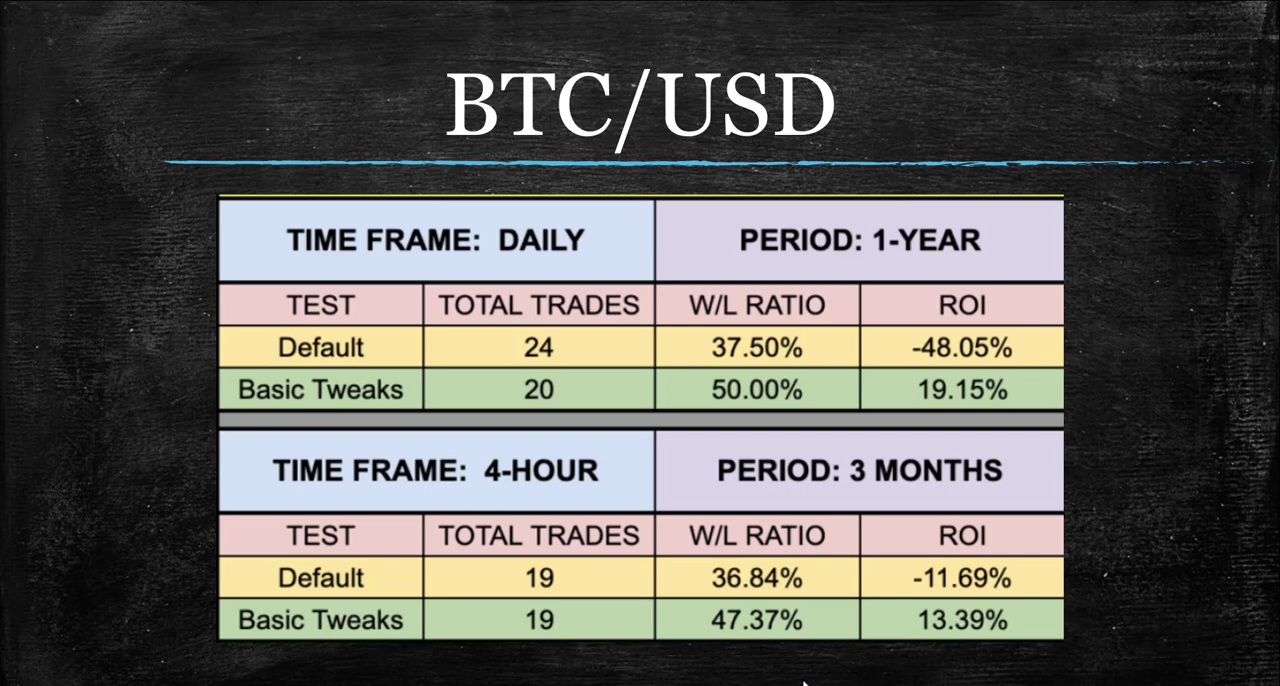 BTC/USD
TIME FRAME: DAILY PERIOD: 1-YEAR
TEST TOTAL TRADES W/L RATIO ROI
Default 24 37.50% -48.05%
Basic Tweaks 20 50.00% 19.15%
TIME FRAME: 4-HOUR PERIOD: 3 MONTHS
TEST TOTAL TRADES W/L RATIO ROI
Default 19 36.84% -11.69%
Basic Tweaks 19 47.37% 13.39%